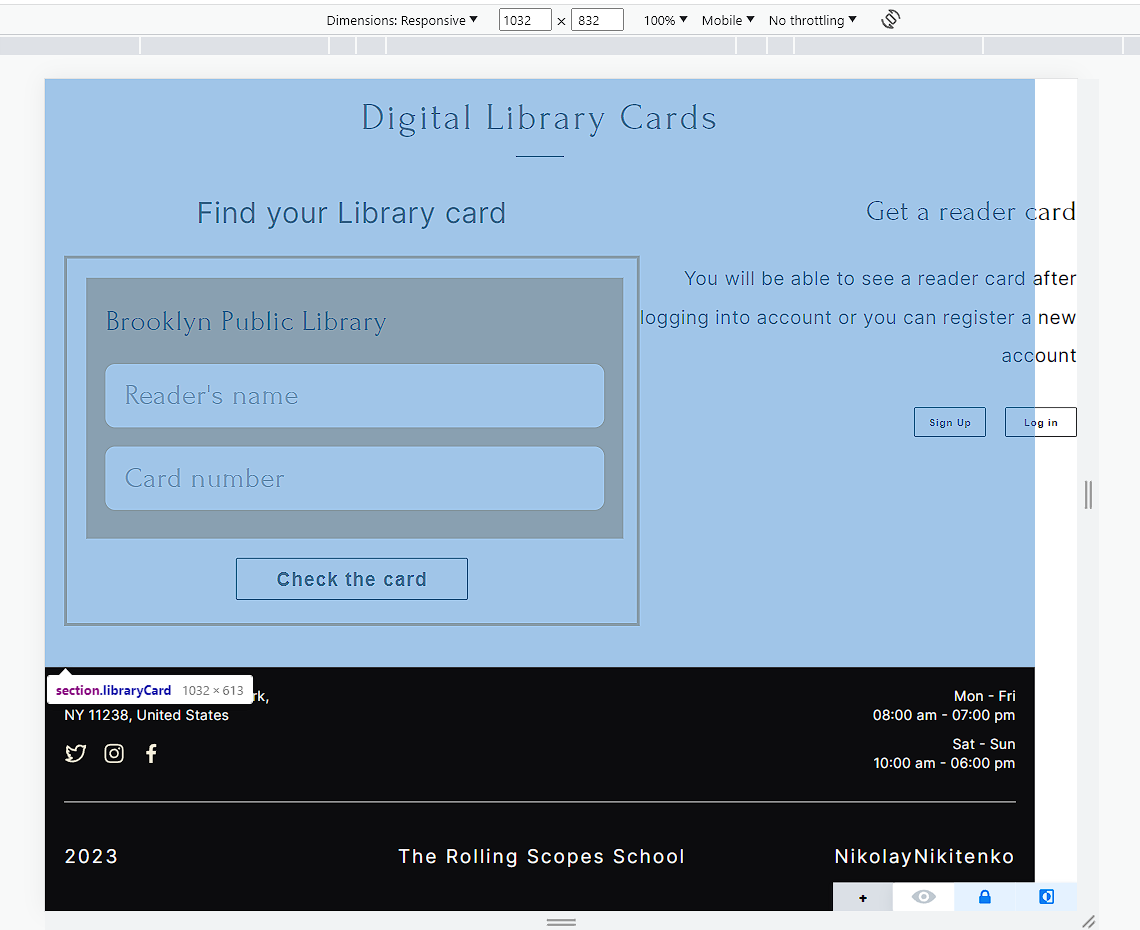 Dimensions: Responsive ▼ 1032 × 832 100% ▼ Mobile ▼ No throttling ▼
Digital Library Cards
Find your Library card
Get a reader card
Brooklyn Public Library
Reader's name
Card number
Check the card
You will be able to see a reader card after
logging into account or you can register a new
account
Sign Up Log in
section.libraryCard 1032 × 613
rk,
NY 11238, United States
Mon - Fri
08:00 am - 07:00 pm
Sat - Sun
10:00 am - 06:00 pm
2023 The Rolling Scopes School NikolayNikitenko
+